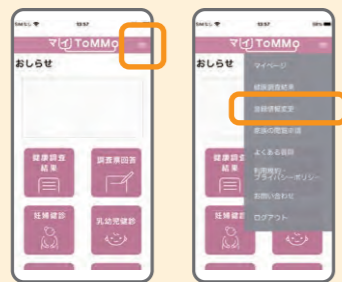 13:57
マイToMMo
おしらせ
健康調査
結果
調査票回答
妊婦健診
乳幼児健診
13:57
マイToMMo
おしらせ
マイページ
健康調査結果
登録情報変更
家族の閲覧申請
よくある質問
利用規約・
プライバシーポリシー
お問い合わせ
ログアウト
健康調査
結果
妊婦健診